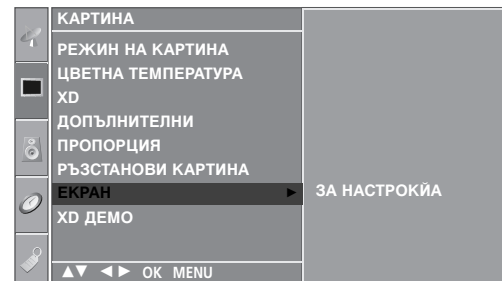 КАРТИНА
РЕЖИН НА КАРТИНА
ЦВЕТНА ТЕМПЕРАТУРА
XD
ДОПЪЛНИТЕЛНИ
ПРОПОРЦИЯ
РЪЗСТАНОВИ КАРТИНА
ЕКРАН ► ЗА НАСТРОКЙА
XD ДЕМО
▲▼ ◄► OK MENU